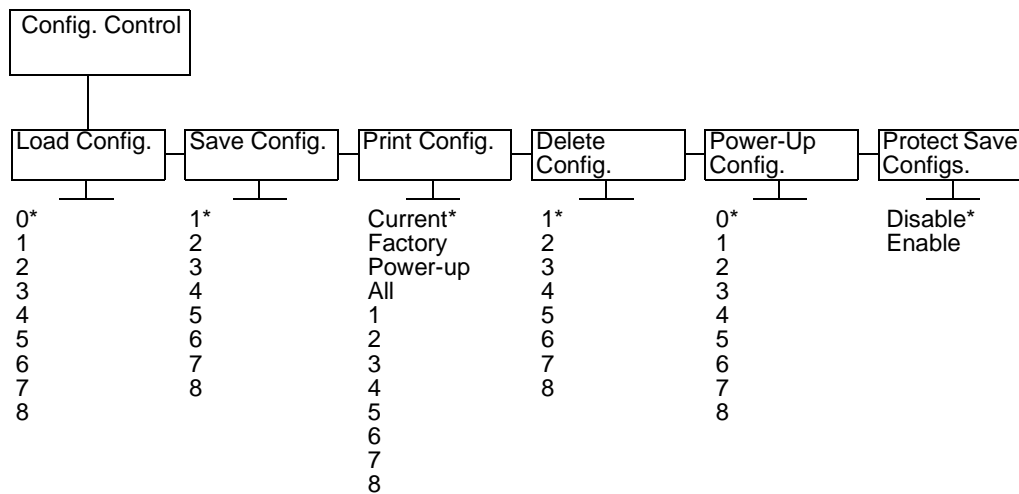 Config. Control
Load Config.
Save Config.
Print Config.
Delete
Config.
Power-Up
Config.
Protect Save
Configs.
0*
1
2
3
4
5
6
7
8
1*
2
3
4
5
6
7
8
Current*
Factory
Power-up
All
1
2
3
4
5
6
7
8
1*
2
3
4
5
6
7
8
0*
1
2
3
4
5
6
7
8
Disable*
Enable